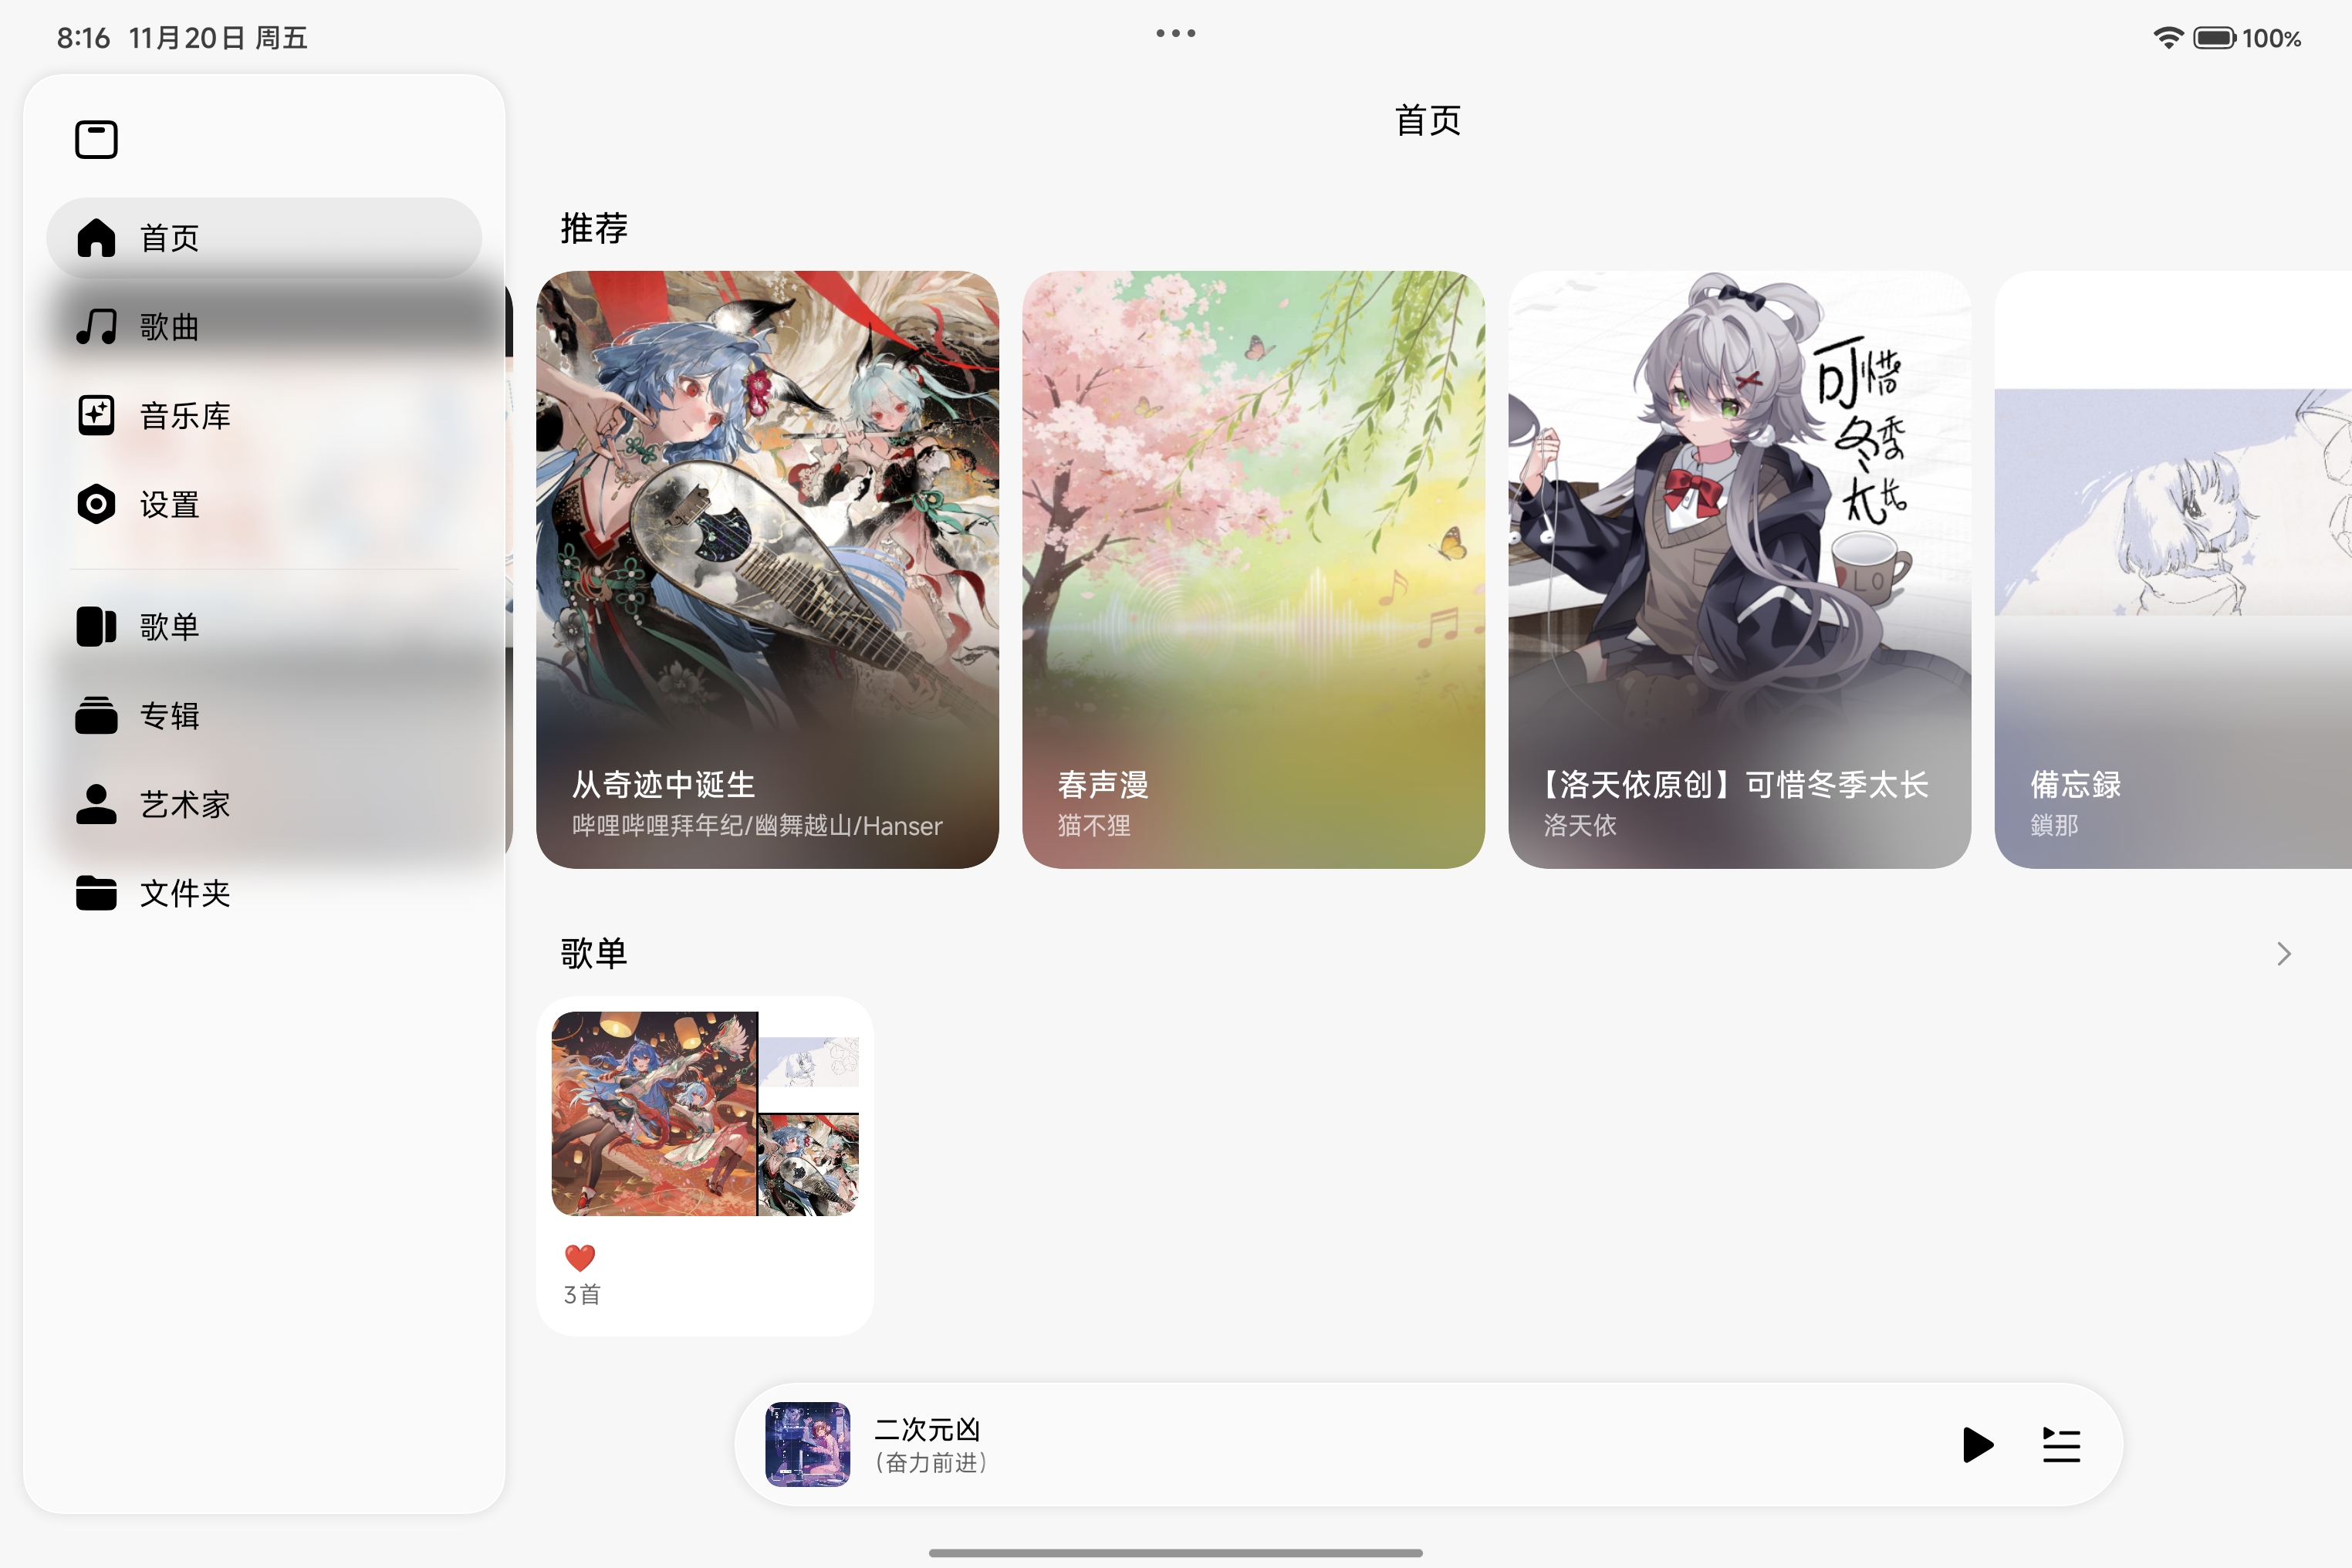 8:16 11月20日 周五
100%
首页
歌曲
音乐库
设置
歌单
专辑
艺术家
文件夹
首页
推荐
从奇迹中诞生
哔哩哔哩拜年纪/幽舞越山/Hanser
春声漫
猫不狸
可惜
冬季
太长
LO
【洛天依原创】可惜冬季太长
洛天依
備忘録
鎖那
歌单
❤️
3首
二次元凶
(奋力前进)